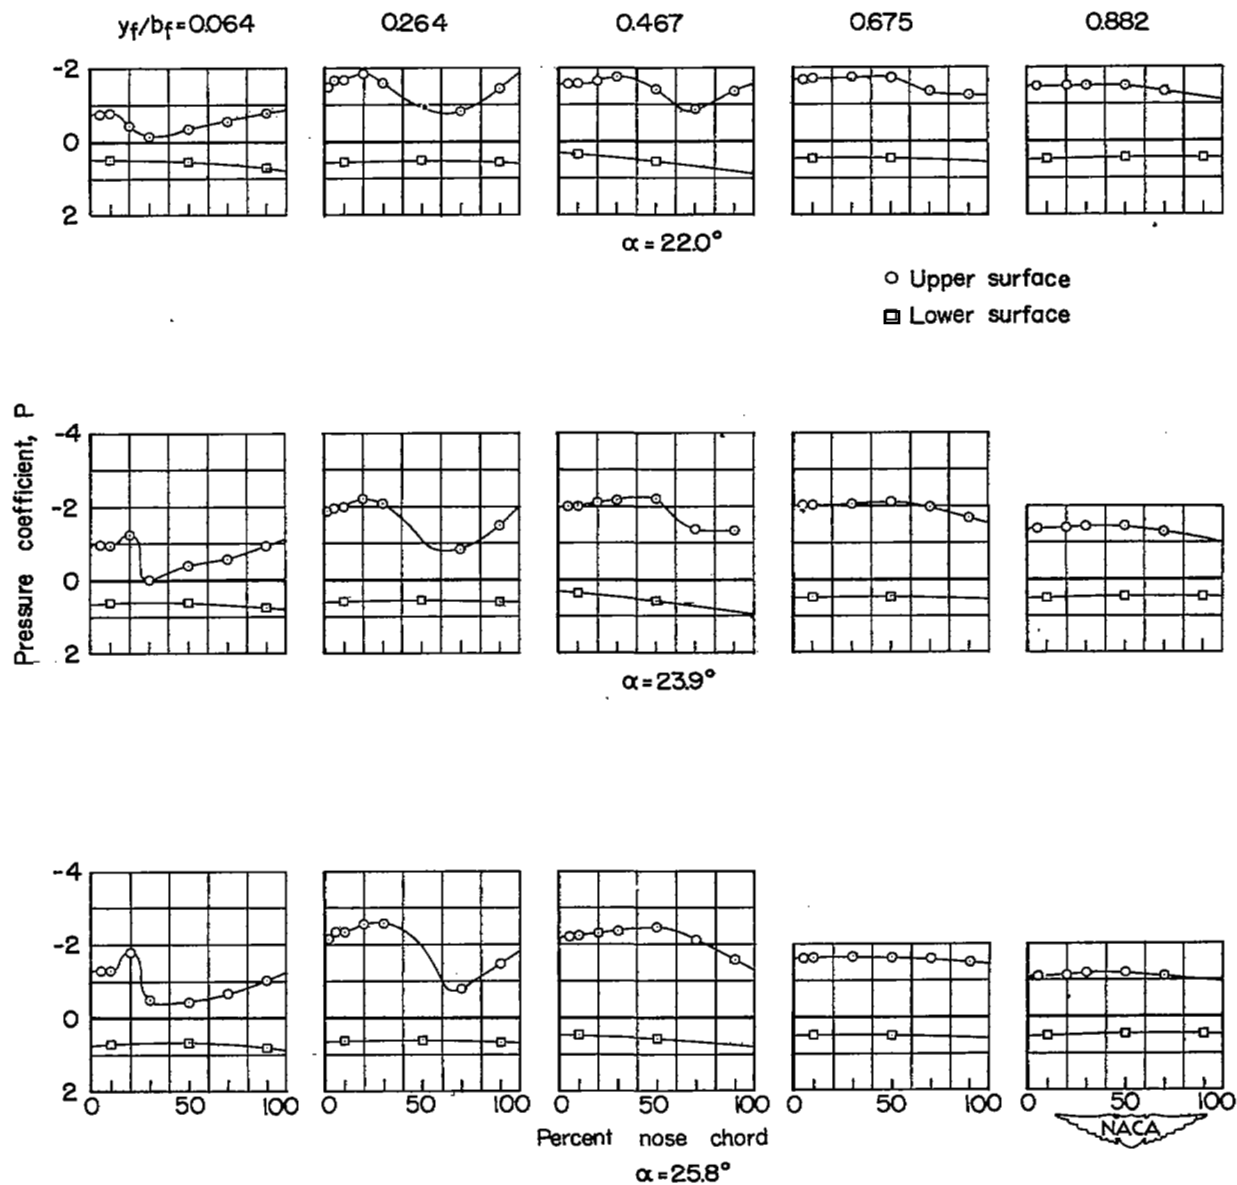 y_f/b_f=0.064 0.264 0.467 0.675 0.882
-2
0
2
α=22.0°
Upper surface
Lower surface
Pressure coefficient, P
-4
-2
0
2
α=23.9°
-4
-2
0
2
0 50 100 0 50 100 0 50 100 0 50 100 0 50 100
Percent nose chord
NACA
α=25.8°